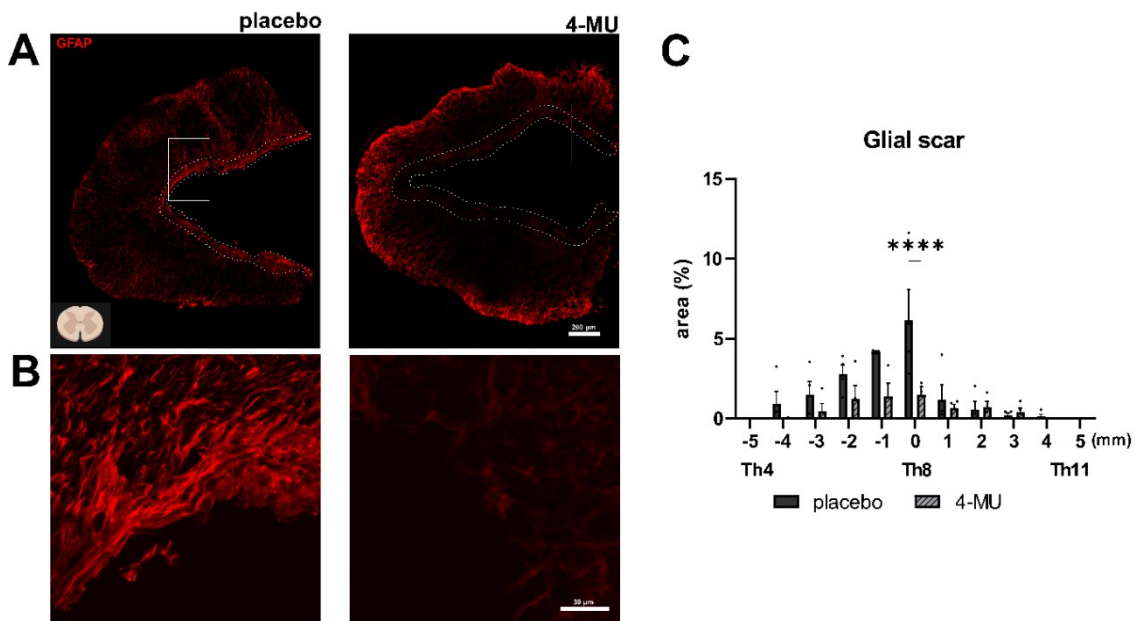 placebo
4-MU
A
GFAP
200 µm
B
30 µm
C
Glial scar
15
10
5
0
area (%)
****
-5 -4 -3 -2 -1 0 1 2 3 4 5 (mm)
Th4 Th8 Th11
placebo 4-MU